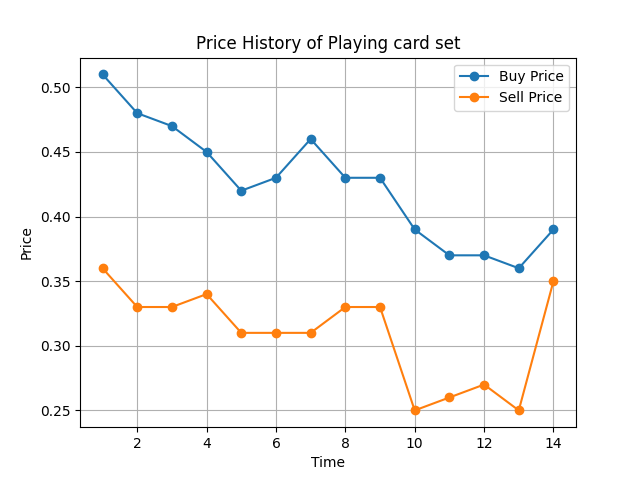 Price History of Playing card set
Buy Price
Sell Price
0.50
0.45
0.40
0.35
0.30
0.25
Price
2 4 6 8 10 12 14
Time